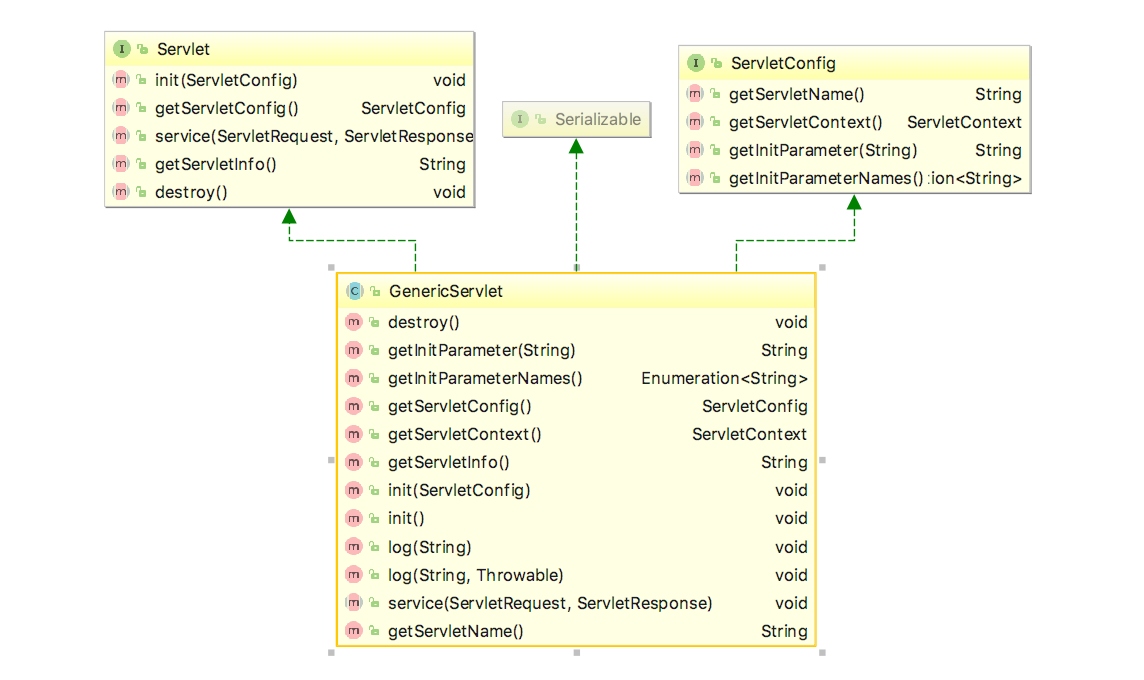 I Servlet
m init(ServletConfig) void
m getServletConfig() ServletConfig
m service(ServletRequest, ServletResponse
m getServletInfo() String
m destroy() void
I Serializable
I ServletConfig
m getServletName() String
m getServletContext() ServletContext
m getInitParameter(String) String
m getInitParameterNames() :ion<String>
C GenericServlet
m destroy() void
m getInitParameter(String) String
m getInitParameterNames() Enumeration<String>
m getServletConfig() ServletConfig
m getServletContext() ServletContext
m getServletInfo() String
m init(ServletConfig) void
m init() void
m log(String) void
m log(String, Throwable) void
m service(ServletRequest, ServletResponse) void
m getServletName() String